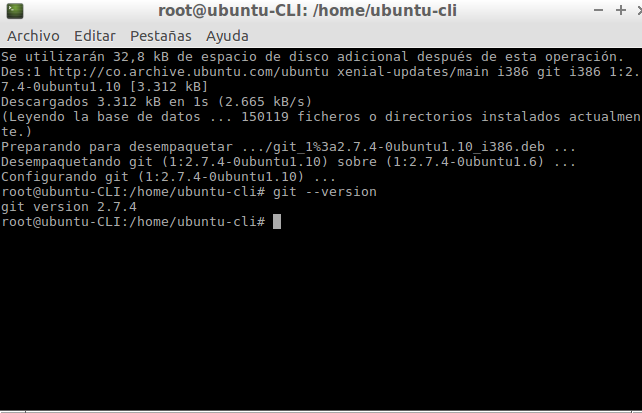 root@ubuntu-CLI: /home/ubuntu-cli
Archivo Editar Pestañas Ayuda
Se utilizarán 32,8 kB de espacio de disco adicional después de esta operación.
Des:1 http://co.archive.ubuntu.com/ubuntu xenial-updates/main i386 git i386 1:2.
7.4-0ubuntu1.10 [3.312 kB]
Descargados 3.312 kB en 1s (2.665 kB/s)
(Leyendo la base de datos ... 150119 ficheros o directorios instalados actualmen
te.)
Preparando para desempaquetar .../git_1%3a2.7.4-0ubuntu1.10_i386.deb ...
Desempaquetando git (1:2.7.4-0ubuntu1.10) sobre (1:2.7.4-0ubuntu1.6) ...
Configurando git (1:2.7.4-0ubuntu1.10) ...
root@ubuntu-CLI:/home/ubuntu-cli# git --version
git version 2.7.4
root@ubuntu-CLI:/home/ubuntu-cli#